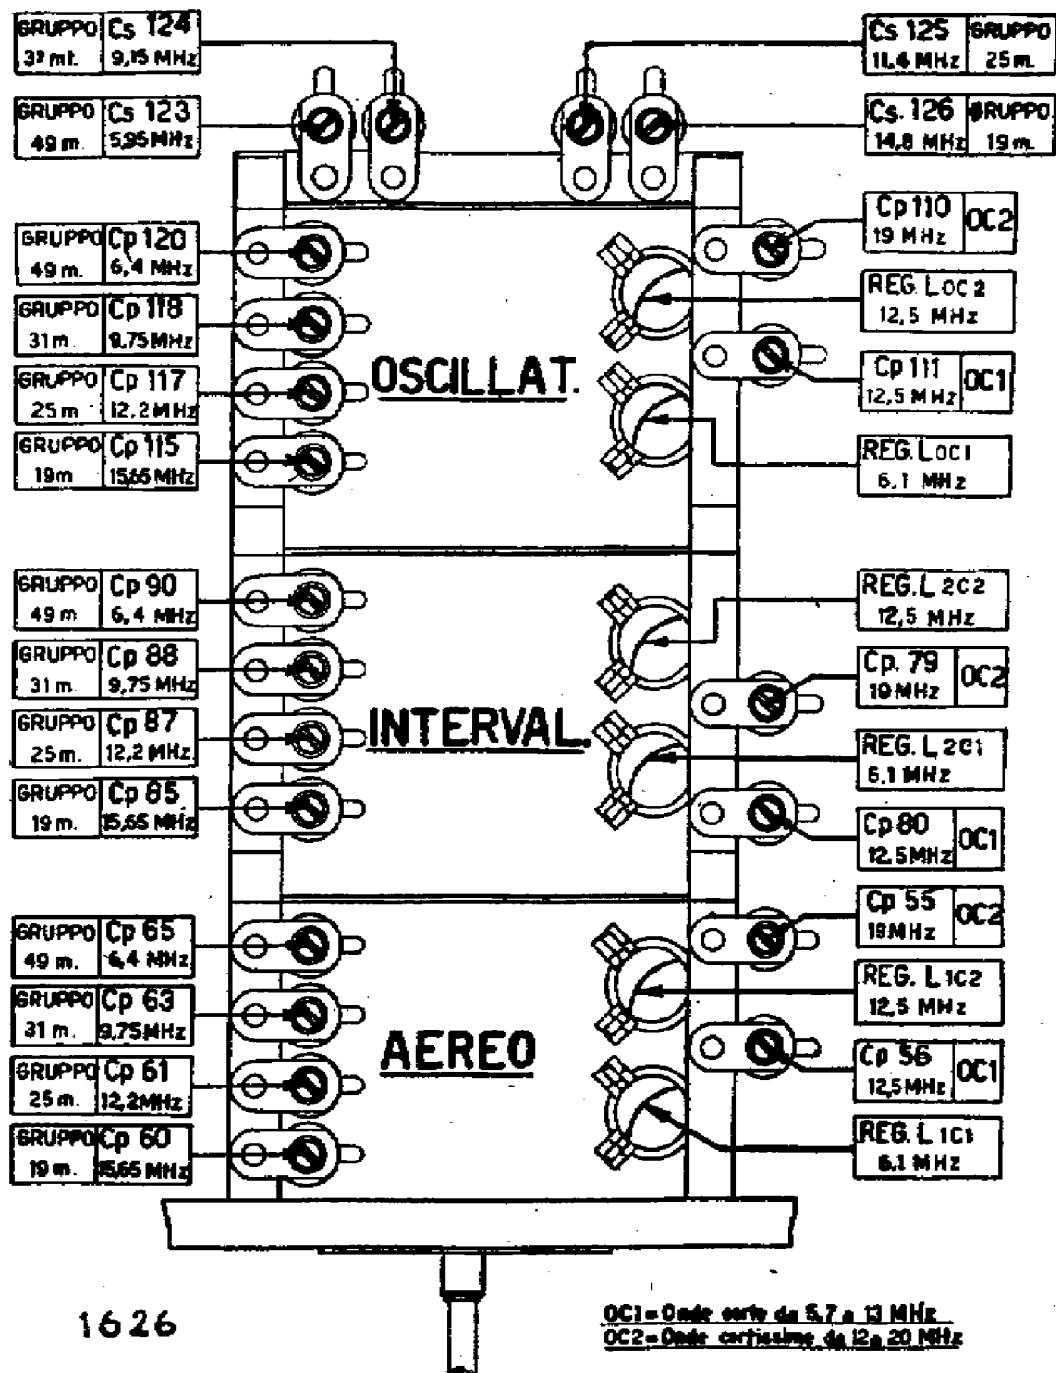 GRUPPO Cs 124
31 mt. 9,15 MHz
GRUPPO Cs 123
49 m. 5,95 MHz
Cs 125 GRUPPO
11,4 MHz 25 m.
Cs. 126 GRUPPO
14,8 MHz 19 m.
GRUPPO Cp 120
49 m. 6,4 MHz
GRUPPO Cp 118
31 m. 9,75 MHz
GRUPPO Cp 117
25 m. 12,2 MHz
GRUPPO Cp 115
19 m 15,65 MHz
OSCILLAT.
Cp 110 OC2
19 MHz
REG. LOC2
12,5 MHz
Cp 111 OC1
12,5 MHz
REG. LOC1
6,1 MHz
GRUPPO Cp 90
49 m 6,4 MHz
GRUPPO Cp 88
31 m. 9,75 MHz
GRUPPO Cp 87
25 m. 12,2 MHz
GRUPPO Cp 85
19 m. 15,65 MHz
INTERVAL.
REG. L 2C2
12,5 MHz
Cp. 79 OC2
19 MHz
REG. L 2C1
6,1 MHz
Cp 80 OC1
12,5 MHz
GRUPPO Cp 65
49 m. 6,4 MHz
GRUPPO Cp 63
31 m. 9,75 MHz
GRUPPO Cp 61
25 m. 12,2 MHz
GRUPPO Cp 60
19 m. 15,65 MHz
AEREO
Cp 55 OC2
19 MHz
REG. L 1C2
12,5 MHz
Cp 56 OC1
12,5 MHz
REG. L 1C1
6,1 MHz
1626
OC1= Onde corte da 5,7 a 13 MHz
OC2= Onde cortissime da 12 a 20 MHz